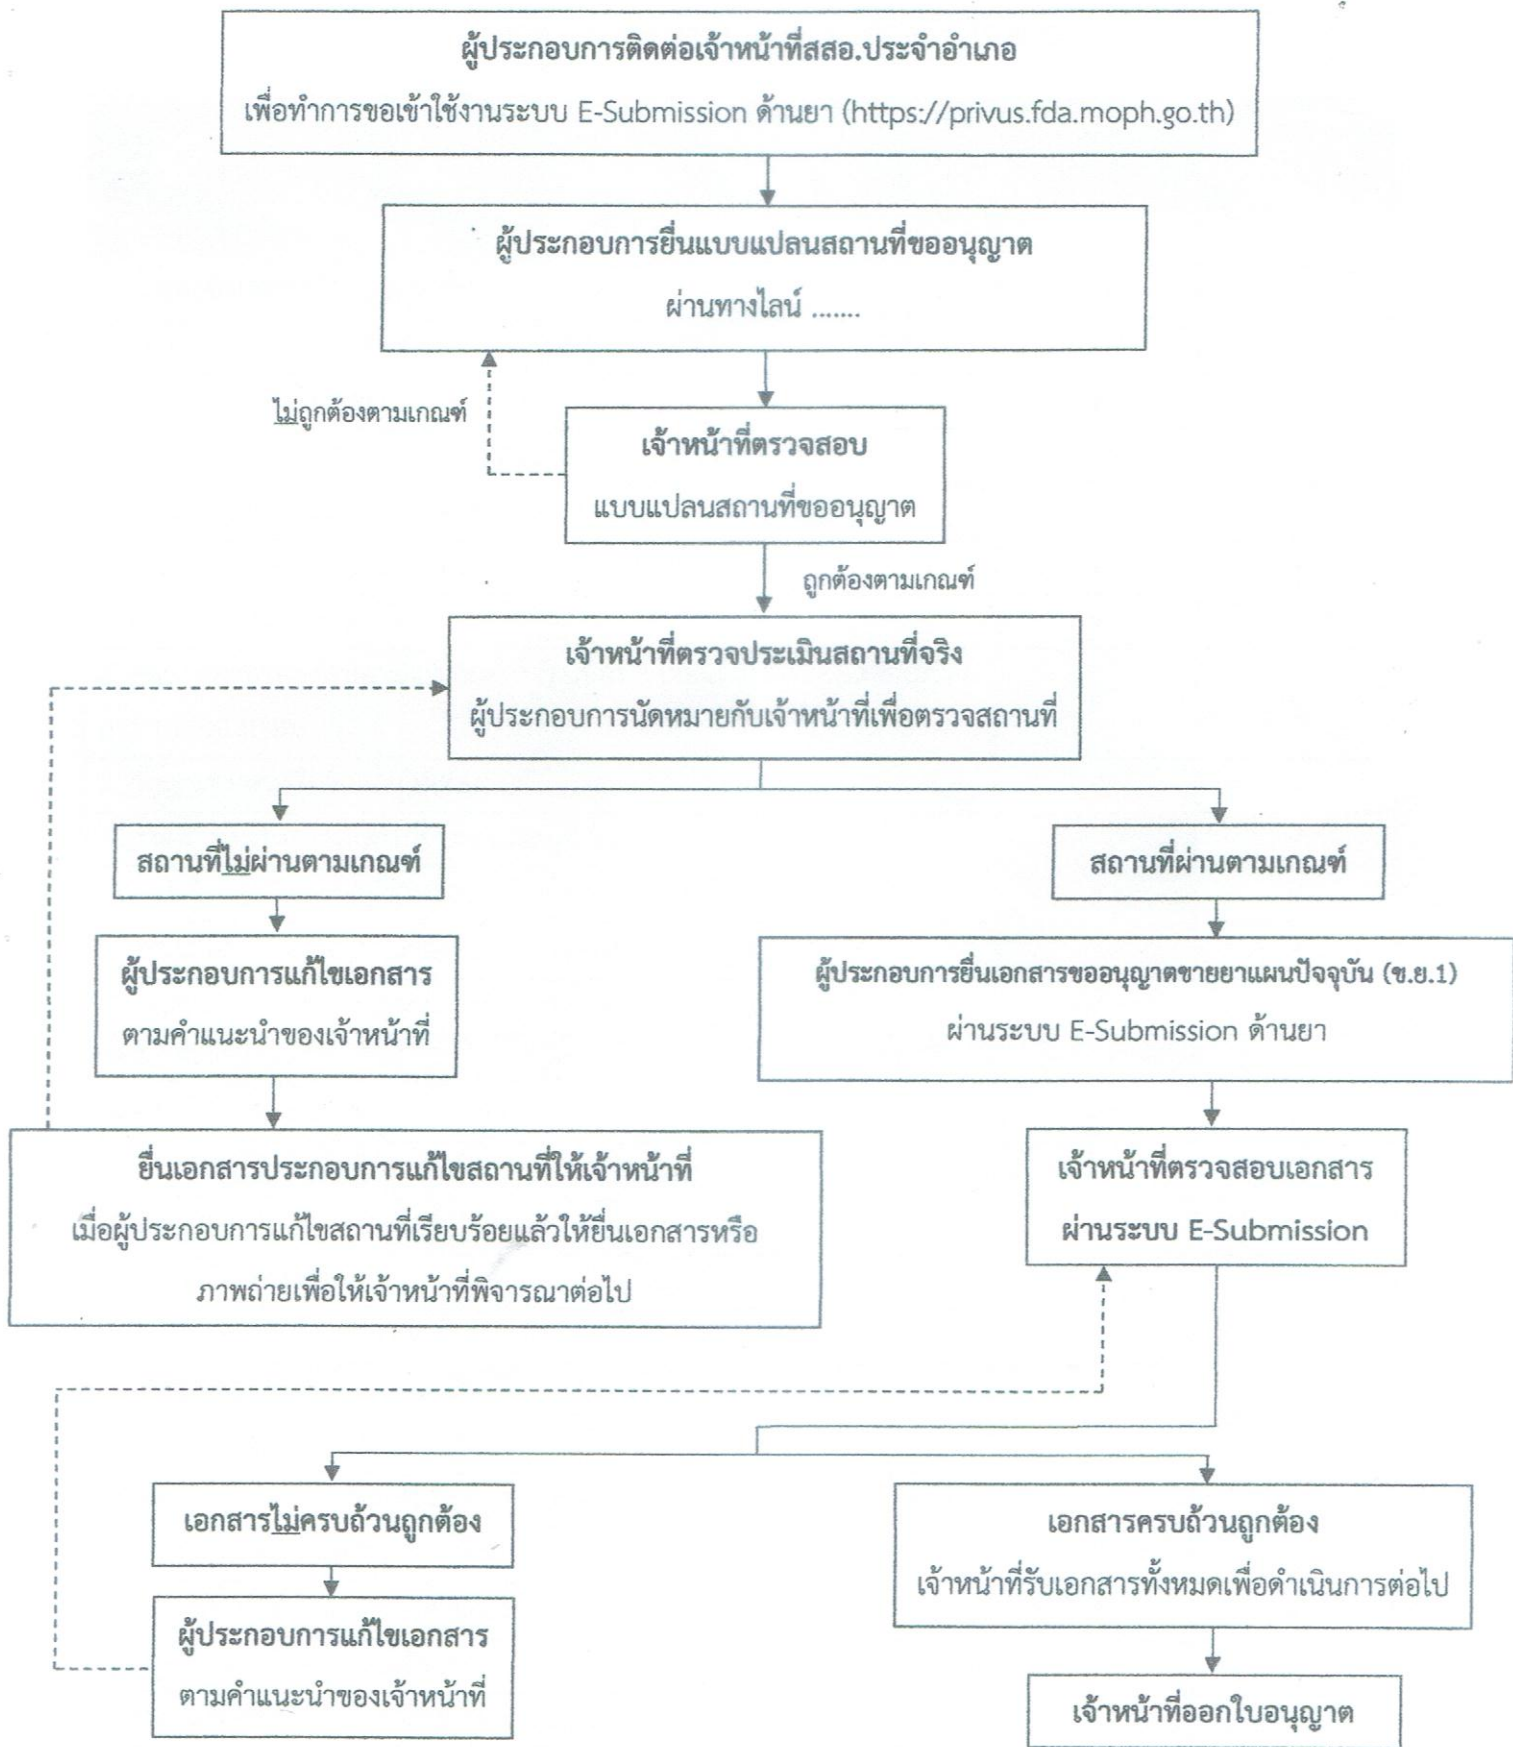 ผู้ประกอบการติดต่อเจ้าหน้าที่สสอ.ประจำอำเภอ
เพื่อทำการขอเข้าใช้งานระบบ E-Submission ด้านยา (https://privus.fda.moph.go.th)
ผู้ประกอบการยื่นแบบแปลนสถานที่ขออนุญาต
ผ่านทางไลน์ .......
ไม่ถูกต้องตามเกณฑ์
เจ้าหน้าที่ตรวจสอบ
แบบแปลนสถานที่ขออนุญาต
ถูกต้องตามเกณฑ์
เจ้าหน้าที่ตรวจประเมินสถานที่จริง
ผู้ประกอบการนัดหมายกับเจ้าหน้าที่เพื่อตรวจสถานที่
สถานที่ไม่ผ่านตามเกณฑ์
สถานที่ผ่านตามเกณฑ์
ผู้ประกอบการแก้ไขเอกสาร
ตามคำแนะนำของเจ้าหน้าที่
ผู้ประกอบการยื่นเอกสารขออนุญาตขายยาแผนปัจจุบัน (ข.ย.1)
ผ่านระบบ E-Submission ด้านยา
ยื่นเอกสารประกอบการแก้ไขสถานที่ให้เจ้าหน้าที่
เมื่อผู้ประกอบการแก้ไขสถานที่เรียบร้อยแล้วให้ยื่นเอกสารหรือ
ภาพถ่ายเพื่อให้เจ้าหน้าที่พิจารณาต่อไป
เจ้าหน้าที่ตรวจสอบเอกสาร
ผ่านระบบ E-Submission
เอกสารไม่ครบถ้วนถูกต้อง
เอกสารครบถ้วนถูกต้อง
เจ้าหน้าที่รับเอกสารทั้งหมดเพื่อดำเนินการต่อไป
ผู้ประกอบการแก้ไขเอกสาร
ตามคำแนะนำของเจ้าหน้าที่
เจ้าหน้าที่ออกใบอนุญาต